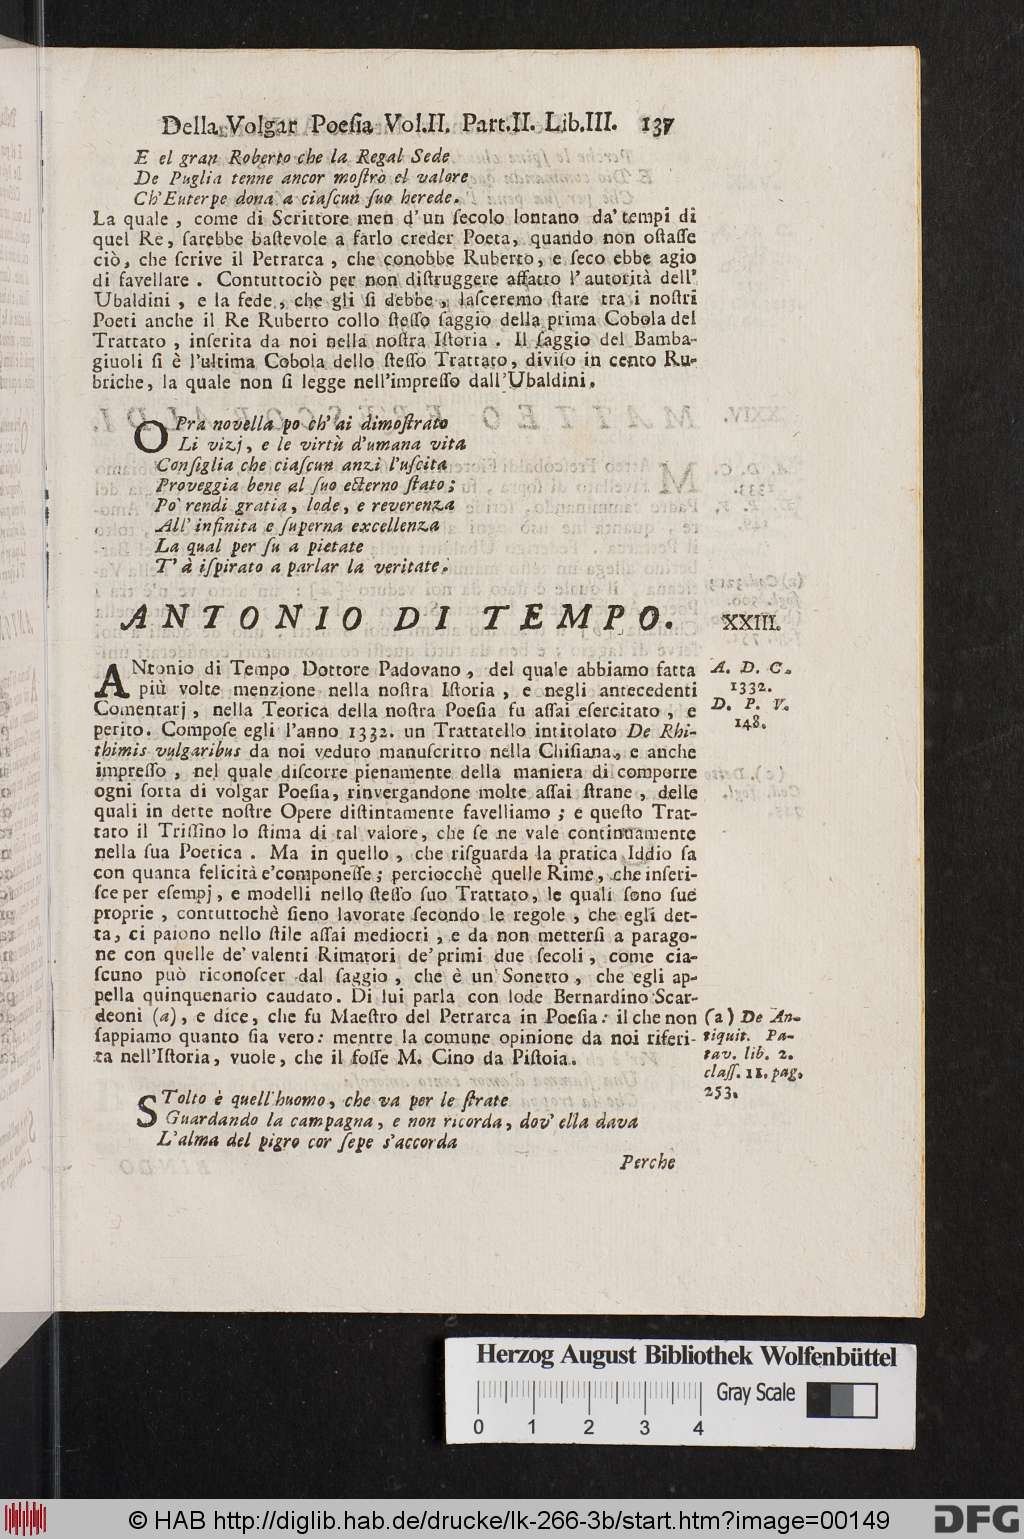 Della Volgar Poeſia Vol.II. Part.II. Lib.III. 137
E el gran Roberto che la Regal Sede
De Puglia tenne ancor moſtrò el valore
Ch'Euterpe dona a ciaſcun ſuo herede.
La quale, come di Scrittore men d'un ſecolo lontano da' tempi di
quel Re, ſarebbe baſtevole a farlo creder Poeta, quando non oſtaſſe
ciò, che ſcrive il Petrarca, che conobbe Ruberto, e ſeco ebbe agio
di favellare. Contuttociò per non diſtruggere affatto l'autorità dell'
Ubaldini, e la fede, che gli ſi debbe, laſceremo ſtare tra i noſtri
Poeti anche il Re Ruberto collo ſteſſo ſaggio della prima Cobola del
Trattato, inſerita da noi nella noſtra Iſtoria. Il ſaggio del Bamba-
giuoli ſi è l'ultima Cobola dello ſteſſo Trattato, diviſo in cento Ru-
briche, la quale non ſi legge nell'impreſſo dall'Ubaldini.
OPra novella po ch'ai dimoſtrato
Li vizj, e le virtù d'umana vita
Conſiglia che ciaſcun anzi l'uſcita
Proveggia bene al ſuo eterno ſtato;
Po' rendi gratia, lode, e reverenza
All'infinita e ſuperna excellenza
La qual per ſu a pietate
T'à iſpirato a parlar la veritate.
ANTONIO DI TEMPO. XXIII.
ANtonio di Tempo Dottore Padovano, del quale abbiamo fatta
più volte menzione nella noſtra Iſtoria, e negli antecedenti
Comentarj, nella Teorica della noſtra Poeſia fu aſſai eſercitato, e
perito. Compoſe egli l'anno 1332. un Trattatello intitolato De Rhi-
thimis vulgaribus da noi veduto manuſcritto nella Chiſiana, e anche
impreſſo, nel quale diſcorre pienamente della maniera di comporre
ogni ſorta di volgar Poeſia, rinvergandone molte aſſai ſtrane, delle
quali in dette noſtre Opere diſtintamente favelliamo; e queſto Trat-
tato il Triſſino lo ſtima di tal valore, che ſe ne vale continuamente
nella ſua Poetica. Ma in quello, che riſguarda la pratica Iddio ſa
con quanta felicità e'componeſſe; perciocchè quelle Rime, che inſeri-
ſce per eſempj, e modelli nello ſteſſo ſuo Trattato, le quali ſono ſue
proprie, contuttochè ſieno lavorate ſecondo le regole, che egli det-
ta, ci paiono nello ſtile aſſai mediocri, e da non metterſi a parago-
ne con quelle de' valenti Rimatori de' primi due ſecoli, come cia-
ſcuno può riconoſcer dal ſaggio, che è un Sonetto, che egli ap-
pella quinquenario caudato. Di lui parla con lode Bernardino Scar-
deoni (a), e dice, che fu Maeſtro del Petrarca in Poeſia: il che non
ſappiamo quanto ſia vero: mentre la comune opinione da noi riferi-
ta nell'Iſtoria, vuole, che il foſſe M. Cino da Piſtoia.
A. D. C.
1332.
D. P. V.
148.
(a) De An-
tiquit. Pa-
tav. lib. 2.
claſſ. 11. pag.
253.
STolto è quell'huomo, che va per le ſtrate
Guardando la campagna, e non ricorda, dov'ella dava
L'alma del pigro cor ſepe s'accorda
Perchè
Herzog August Bibliothek Wolfenbüttel
Gray Scale
0 1 2 3 4
© HAB http://diglib.hab.de/drucke/lk-266-3b/start.htm?image=00149
DFG